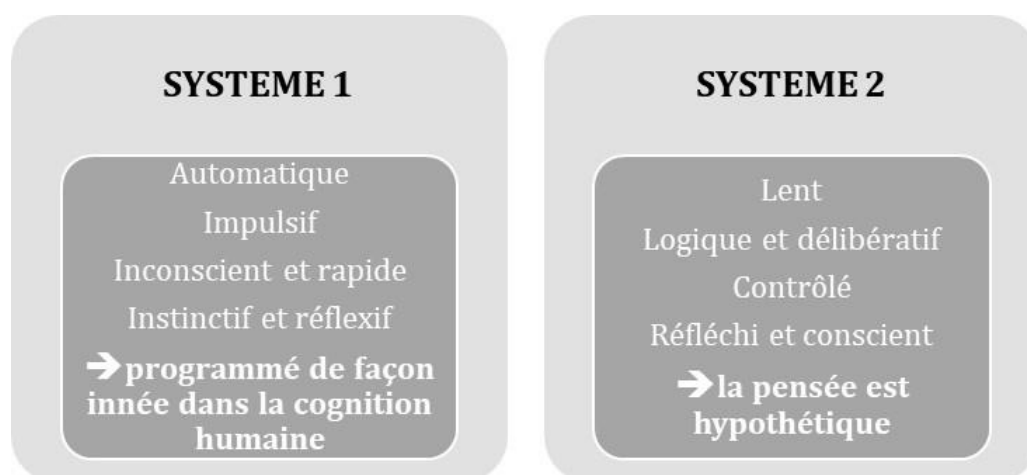 SYSTEME 1
Automatique
Impulsif
Inconscient et rapide
Instinctif et réflexif
➔ programmé de façon
innée dans la cognition
humaine
SYSTEME 2
Lent
Logique et délibératif
Contrôlé
Réfléchi et conscient
➔ la pensée est
hypothétique